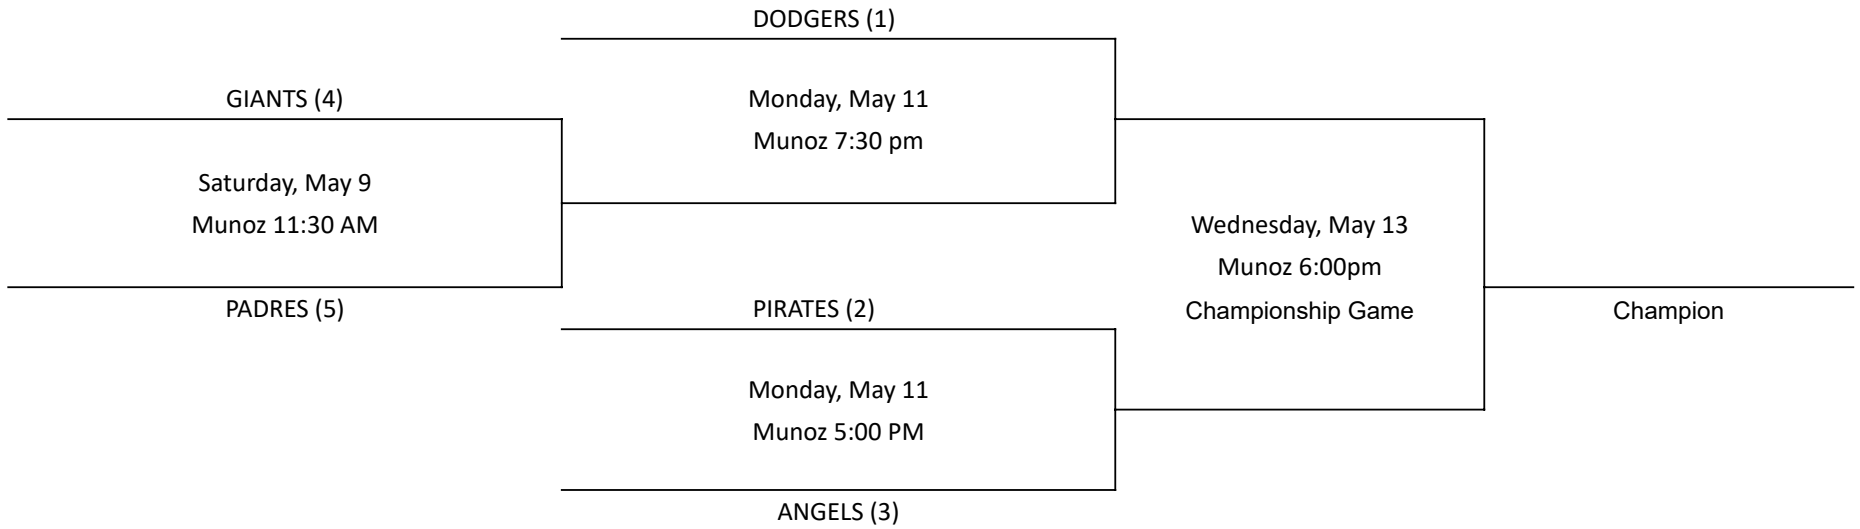 DODGERS (1)
GIANTS (4)
Monday, May 11
Munoz 7:30 pm
Saturday, May 9
Munoz 11:30 AM
Wednesday, May 13
Munoz 6:00pm
Championship Game
PADRES (5)
PIRATES (2)
Champion
Monday, May 11
Munoz 5:00 PM
ANGELS (3)